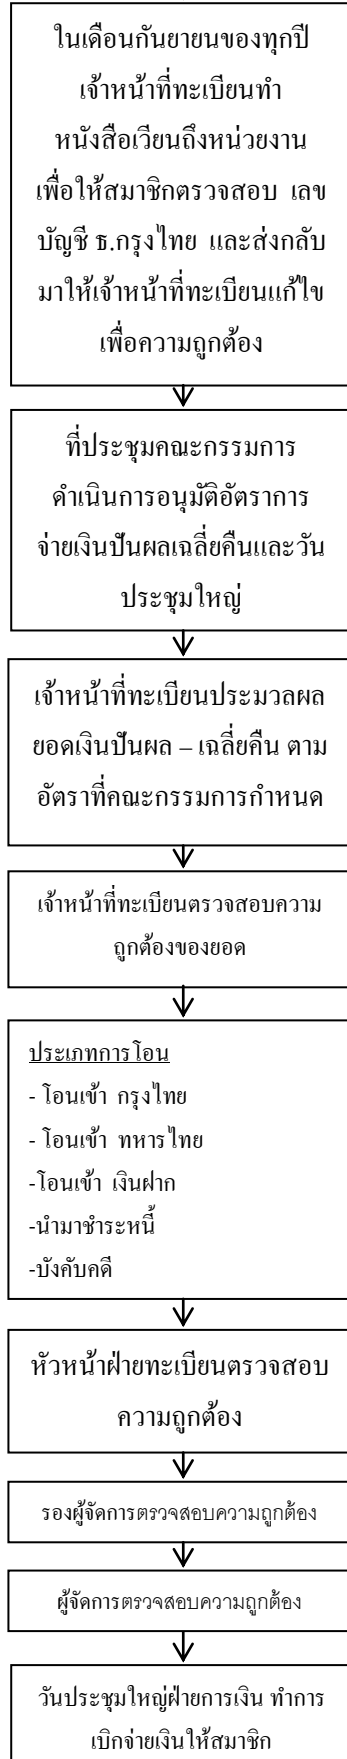 ในเดือนกันยายนของทุกปี
เจ้าหน้าที่ทะเบียนทำ
หนังสือเวียนถึงหน่วยงาน
เพื่อให้สมาชิกตรวจสอบ เลข
บัญชี ธ.กรุงไทย และส่งกลับ
มาให้เจ้าหน้าที่ทะเบียนแก้ไข
เพื่อความถูกต้อง
ที่ประชุมคณะกรรมการ
ดำเนินการอนุมัติอัตราการ
จ่ายเงินปันผลเฉลี่ยคืนและวัน
ประชุมใหญ่
เจ้าหน้าที่ทะเบียนประมวลผล
ยอดเงินปันผล – เฉลี่ยคืน ตาม
อัตราที่คณะกรรมการกำหนด
เจ้าหน้าที่ทะเบียนตรวจสอบความ
ถูกต้องของยอด
ประเภทการโอน
- โอนเข้า กรุงไทย
- โอนเข้า ทหารไทย
-โอนเข้า เงินฝาก
-นำมาชำระหนี้
-บังคับคดี
หัวหน้าฝ่ายทะเบียนตรวจสอบ
ความถูกต้อง
รองผู้จัดการตรวจสอบความถูกต้อง
ผู้จัดการตรวจสอบความถูกต้อง
วันประชุมใหญ่ฝ่ายการเงิน ทำการ
เบิกจ่ายเงินให้สมาชิก